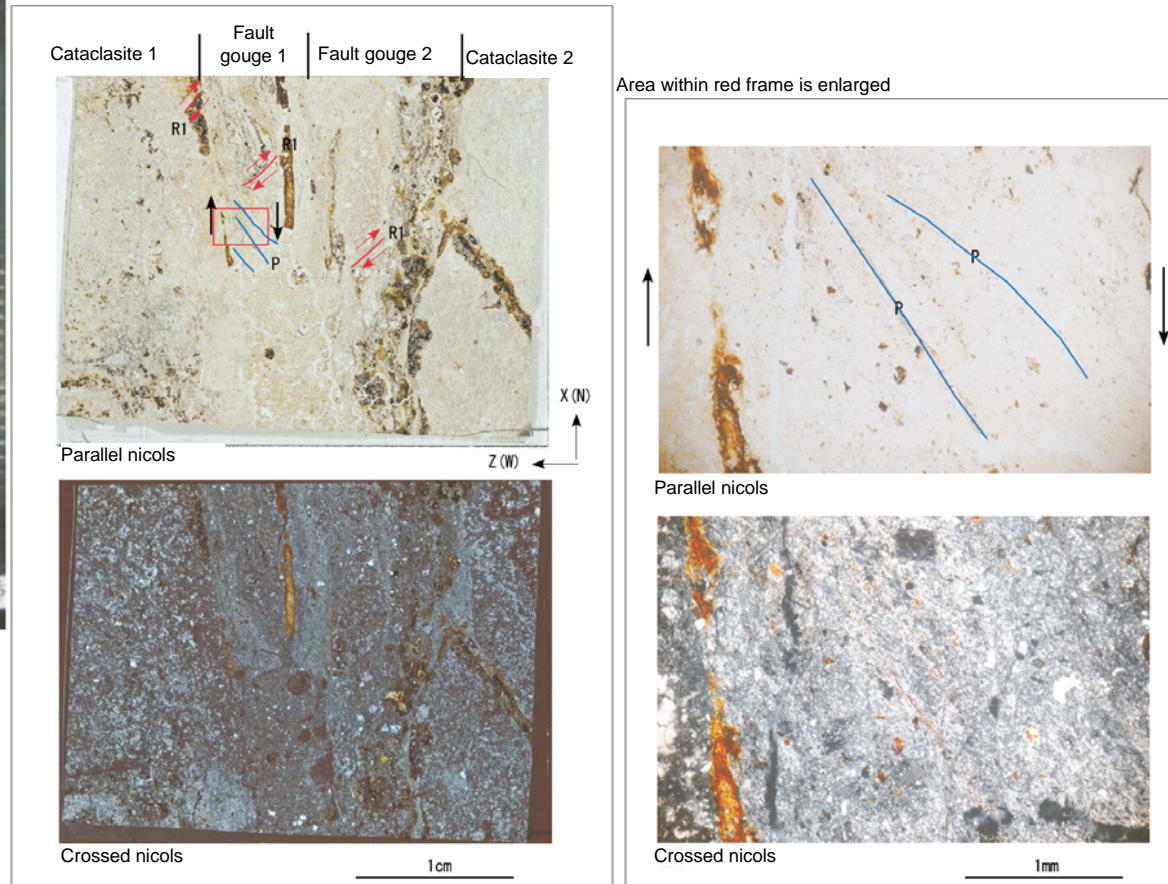 Cataclasite 1
Fault
gouge 1
Fault gouge 2
Cataclasite 2
R1
R1
R1
P
X(N)
Z(W)
Parallel nicols
Crossed nicols
1cm
Area within red frame is enlarged
P
P
Parallel nicols
Crossed nicols
1mm